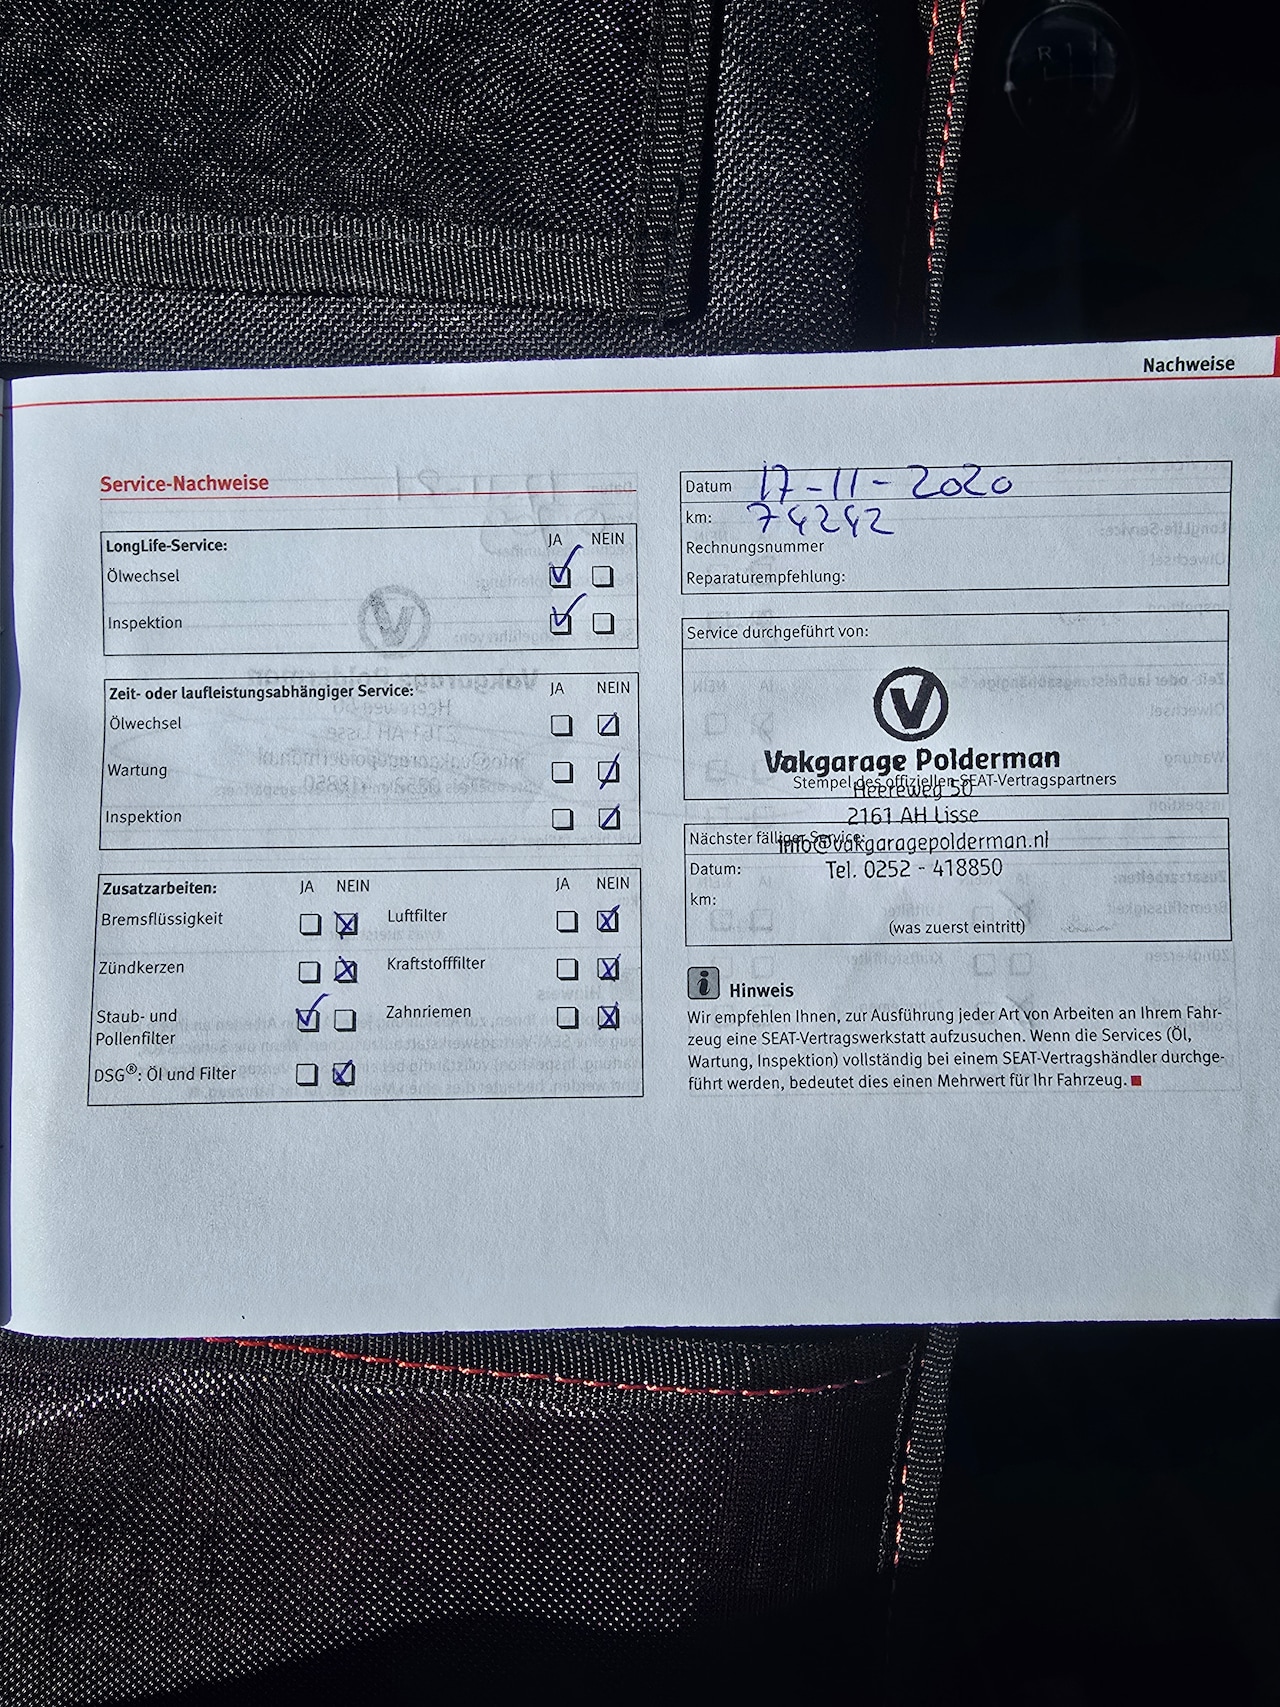 Nachweise
Service-Nachweise
LongLife-Service: JA NEIN
Ölwechsel
Inspektion
Zeit- oder laufleistungsabhängiger Service: JA NEIN
Ölwechsel
Wartung
Inspektion
Zusatzarbeiten: JA NEIN JA NEIN
Bremsflüssigkeit Luftfilter
Zündkerzen Kraftstofffilter
Staub- und Zahnriemen
Pollenfilter
DSG®: Öl und Filter
Datum 17-11-2020
km: 74242
Rechnungsnummer
Reparaturempfehlung:
Service durchgeführt von:
V
Vakgarage Polderman
Stempel des offiziellen SEAT-Vertragspartners
Heereweg 50
2161 AH Lisse
Nächster fälliger Service:
info@vakgaragepolderman.nl
Datum: Tel. 0252 - 418850
km:
(was zuerst eintritt)
i Hinweis
Wir empfehlen Ihnen, zur Ausführung jeder Art von Arbeiten an Ihrem Fahr-
zeug eine SEAT-Vertragswerkstatt aufzusuchen. Wenn die Services (Öl,
Wartung, Inspektion) vollständig bei einem SEAT-Vertragshändler durchge-
führt werden, bedeutet dies einen Mehrwert für Ihr Fahrzeug.